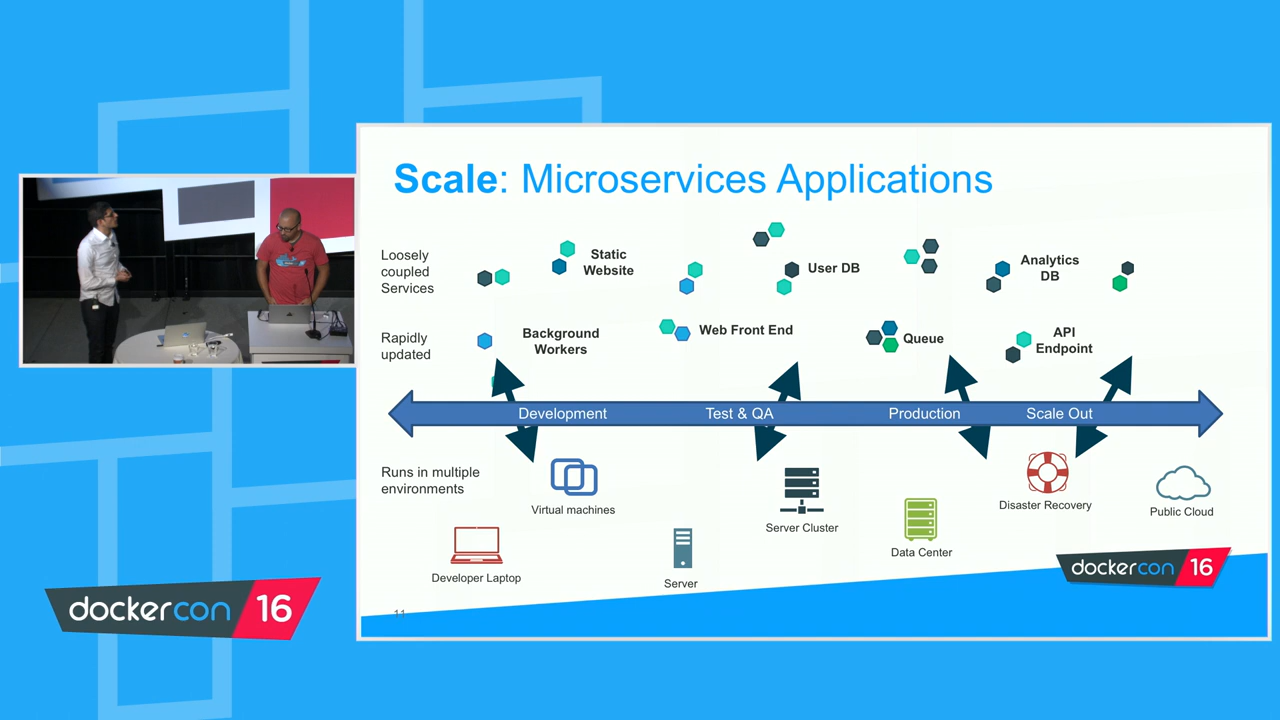 Scale: Microservices Applications
Loosely
coupled
Services
Static
Website
User DB
Analytics
DB
Rapidly
updated
Background
Workers
Web Front End
Queue
API
Endpoint
Development
Test & QA
Production
Scale Out
Runs in multiple
environments
Virtual machines
Server Cluster
Disaster Recovery
Public Cloud
Data Center
Developer Laptop
Server
11
dockercon 16
dockercon 16